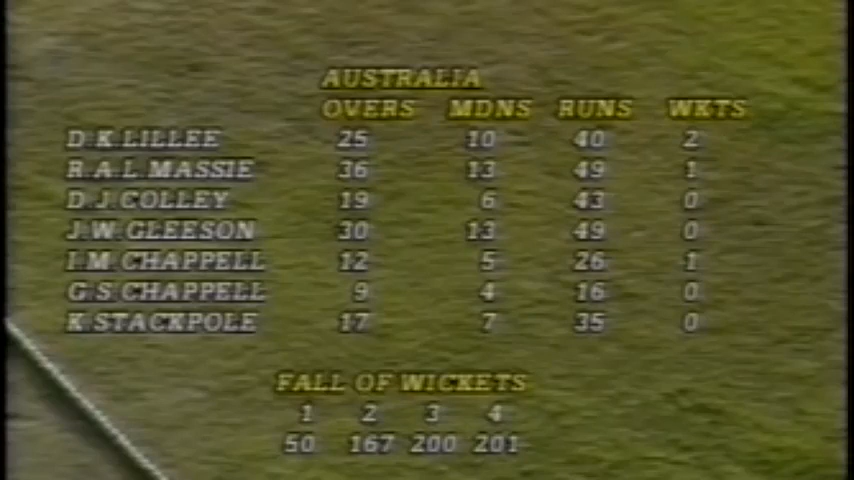 AUSTRALIA
OVERS MDNS RUNS WKTS
D.K.LILLEE 25 10 40 2
R.A.L.MASSIE 36 13 49 1
D.J.COLLEY 19 6 43 0
J.W.GLEESON 30 13 49 0
I.M.CHAPPELL 12 5 26 1
G.S.CHAPPELL 9 4 16 0
K.STACKPOLE 17 7 35 0
FALL OF WICKETS
1 2 3 4
50 167 200 201